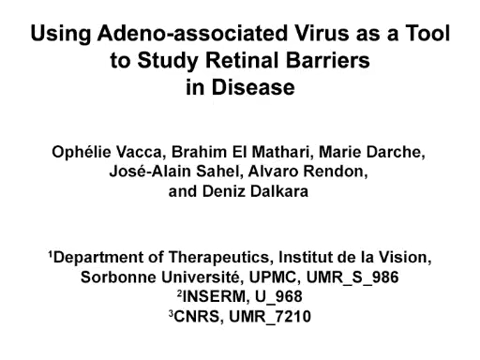 Using Adeno-associated Virus as a Tool
to Study Retinal Barriers
in Disease
Ophélie Vacca, Brahim El Mathari, Marie Darche,
José-Alain Sahel, Alvaro Rendon,
and Deniz Dalkara
¹Department of Therapeutics, Institut de la Vision,
Sorbonne Université, UPMC, UMR_S_986
²INSERM, U_968
³CNRS, UMR_7210